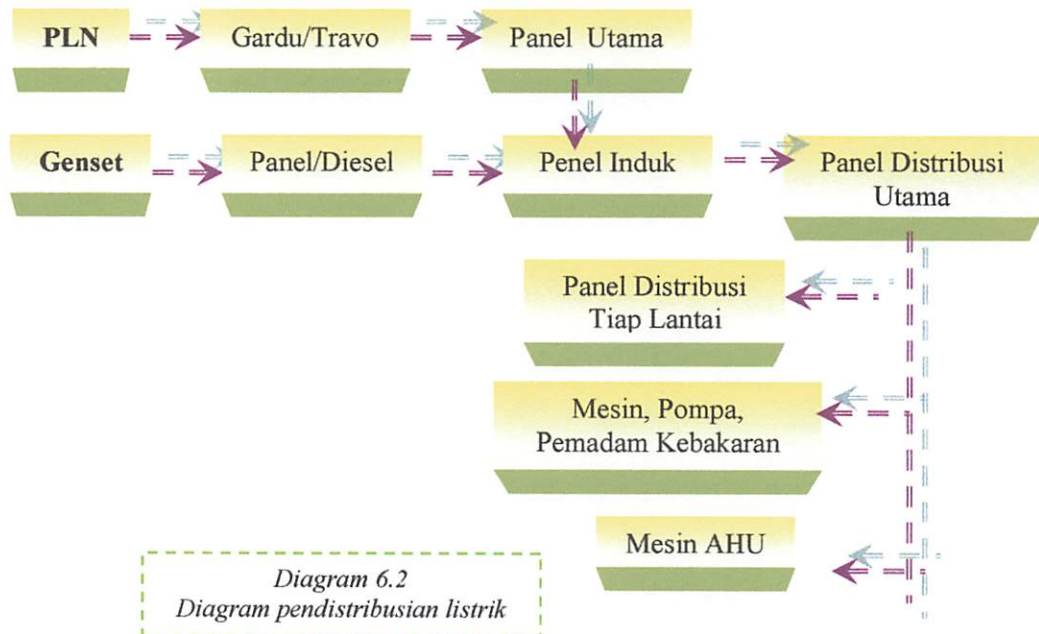 PLN
Gardu/Travo
Panel Utama
Genset
Panel/Diesel
Penel Induk
Panel Distribusi
Utama
Panel Distribusi
Tiap Lantai
Mesin, Pompa,
Pemadam Kebakaran
Mesin AHU
Diagram 6.2
Diagram pendistribusian listrik